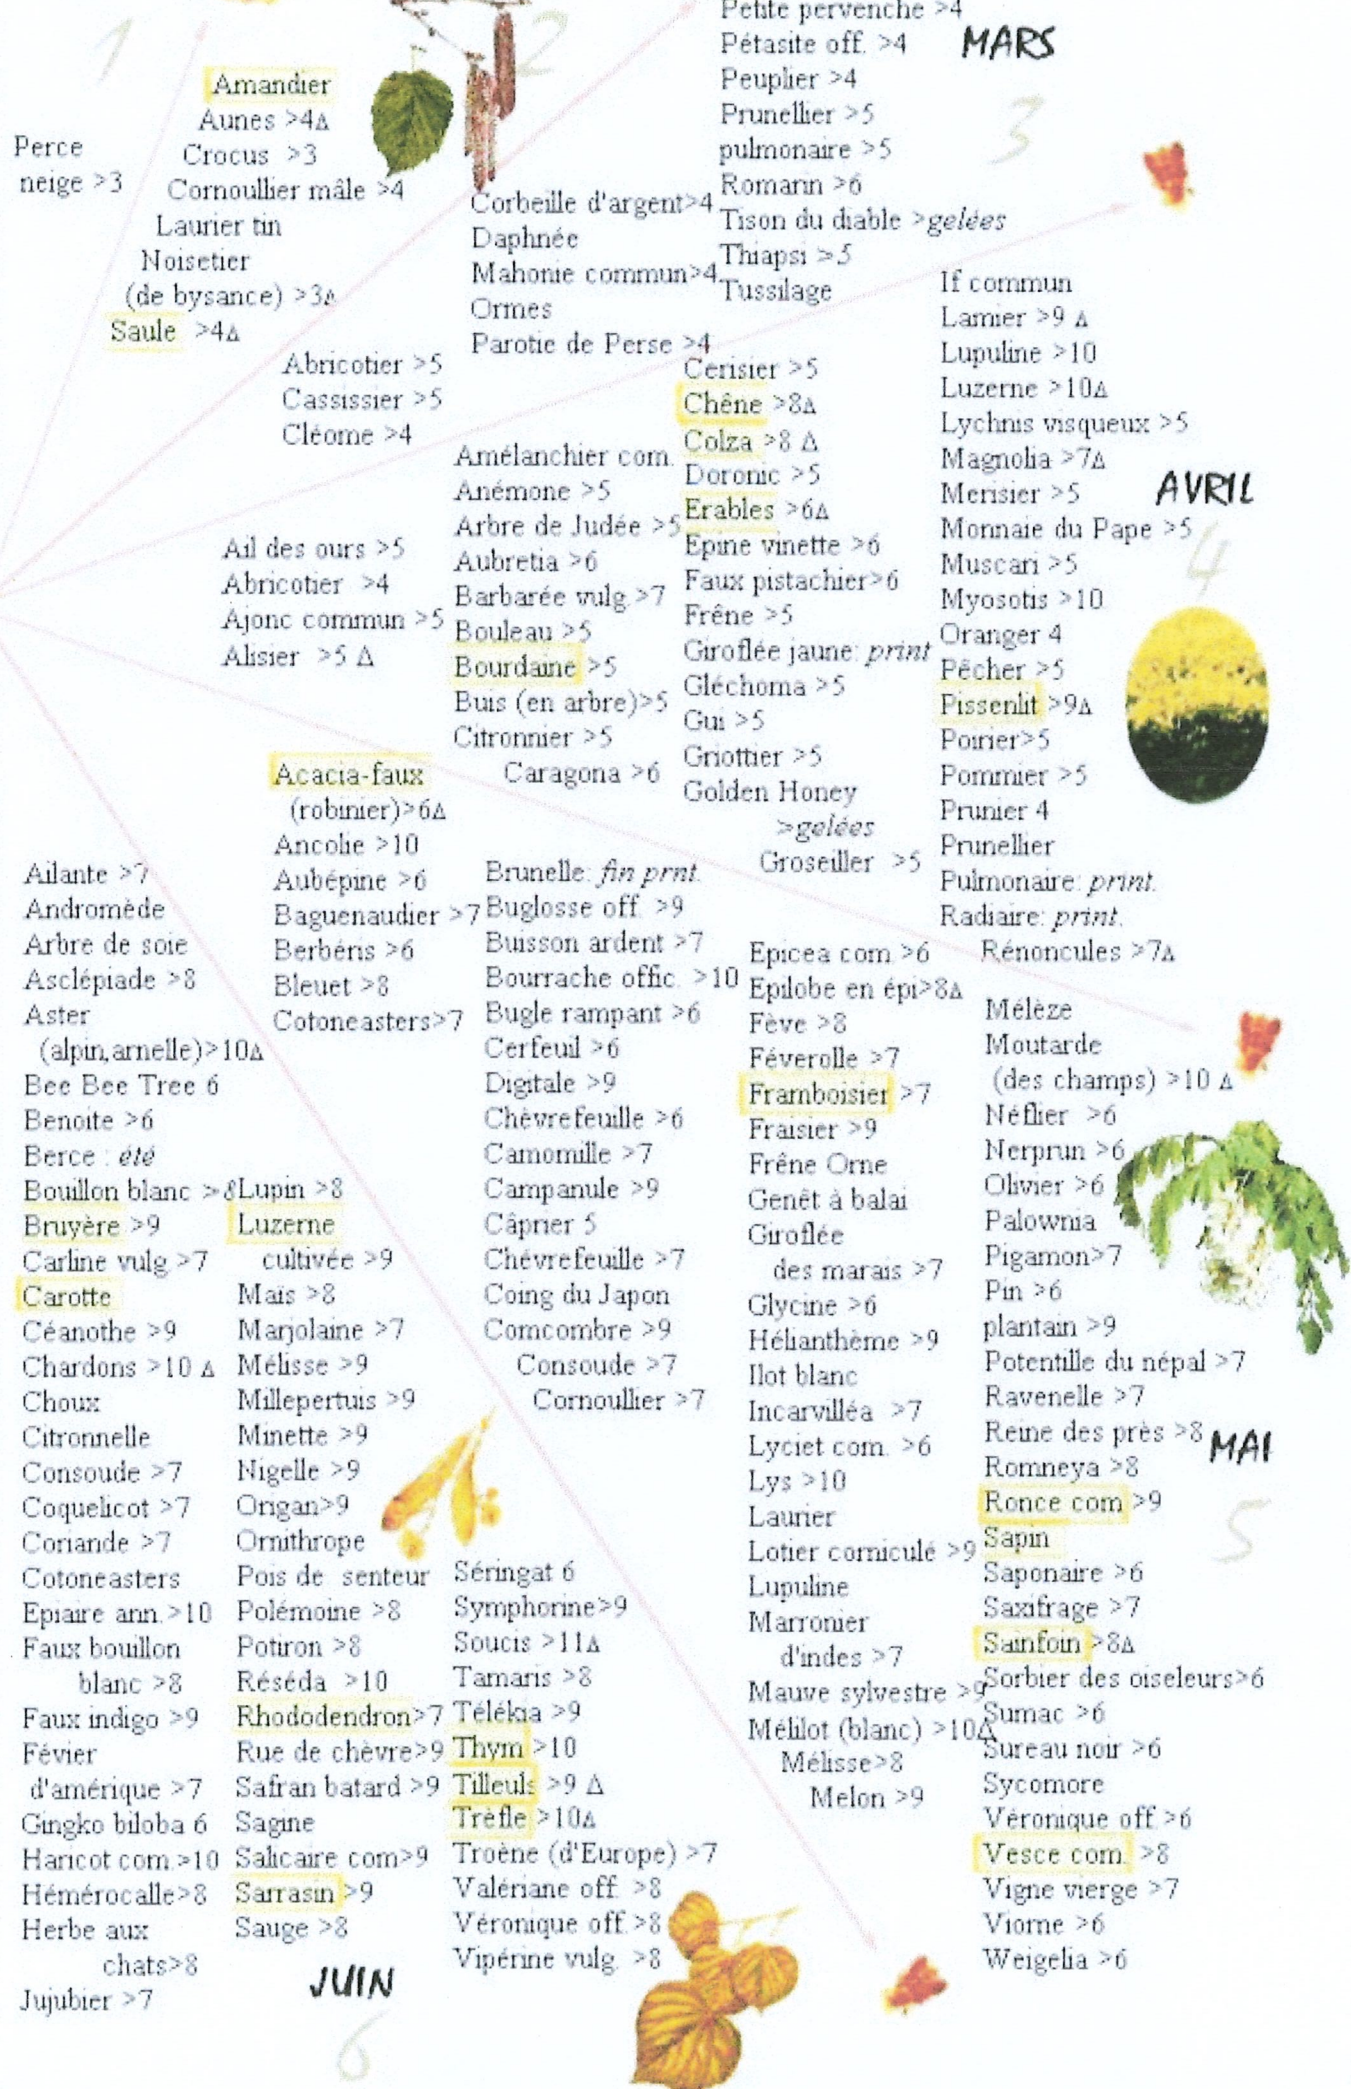 1
Perce
neige >3
Amandier
Aunes >4Δ
Crocus >3
Cornoullier mâle >4
Laurier tin
Noisetier
(de bysance) >3Δ
Saule >4Δ
2
Corbeille d'argent>4
Daphnée
Mahonie commun>4
Ormes
Parotie de Perse >4
Petite pervenche >4
Pétasite off. >4
Peuplier >4
Prunellier >5
pulmonaire >5
Romarin >6
Tison du diable >gelées
Thiapsi >5
Tussilage
MARS
3
Abricotier >5
Cassissier >5
Cléome >4
Ail des ours >5
Abricotier >4
Ajonc commun >5
Alisier >5 Δ
Amélanchier com.
Anémone >5
Arbre de Judée >5
Aubretia >6
Barbarée vulg. >7
Bouleau >5
Bourdaine >5
Buis (en arbre)>5
Citronnier >5
Caragona >6
Cerisier >5
Chêne >8Δ
Colza >8 Δ
Doronic >5
Erables >6Δ
Epine vinette >6
Faux pistachier>6
Frêne >5
Giroflée jaune: print
Gléchoma >5
Gui >5
Griottier >5
Golden Honey
>gelées
Groseiller >5
If commun
Lamier >9 Δ
Lupuline >10
Luzerne >10Δ
Lychnis visqueux >5
Magnolia >7Δ
Merisier >5
Monnaie du Pape >5
Muscari >5
Myosotis >10
Oranger 4
Pêcher >5
Pissenlit >9Δ
Poirier>5
Pommier >5
Prunier 4
Prunellier
Pulmonaire: print.
Radiaire: print.
Rénoncules >7Δ
AVRIL
4
Acacia-faux
(robinier)>6Δ
Ancolie >10
Aubépine >6
Baguenaudier >7
Berbéris >6
Bleuet >8
Cotoneasters>7
Brunelle: fin prnt.
Buglosse off. >9
Buisson ardent >7
Bourrache offic. >10
Bugle rampant >6
Cerfeuil >6
Digitale >9
Chèvrefeuille >6
Camomille >7
Campanule >9
Câprier 5
Chévrefeuille >7
Coing du Japon
Comcombre >9
Consoude >7
Cornoullier >7
Epicea com. >6
Epilobe en épi>8Δ
Fève >8
Féverolle >7
Framboisier >7
Fraisier >9
Frêne Orne
Genêt à balai
Giroflée
des marais >7
Glycine >6
Hélianthème >9
Ilot blanc
Incarvilléa >7
Lyciet com. >6
Lys >10
Laurier
Lotier corniculé >9
Lupuline
Marronier
d'indes >7
Mauve sylvestre >9
Mélilot (blanc) >10Δ
Mélisse>8
Melon >9
Mélèze
Moutarde
(des champs) >10 Δ
Néflier >6
Nerprun >6
Olivier >6
Palownia
Pigamon>7
Pin >6
plantain >9
Potentille du népal >7
Ravenelle >7
Reine des près >8
Romneya >8
Ronce com >9
Sapin
Saponaire >6
Saxifrage >7
Sainfoin >8Δ
Sorbier des oiseleurs>6
Sumac >6
Sureau noir >6
Sycomore
Véronique off.>6
Vesce com. >8
Vigne vierge >7
Viorne >6
Weigelia >6
MAI
5
Ailante >7
Andromède
Arbre de soie
Asclépiade >8
Aster
(alpin,arnelle)>10Δ
Bee Bee Tree 6
Benoite >6
Berce : été
Bouillon blanc >8
Bruyère >9
Carline vulg >7
Carotte
Céanothe >9
Chardons >10 Δ
Choux
Citronnelle
Consoude >7
Coquelicot >7
Coriande >7
Cotoneasters
Epiaire ann.>10
Faux bouillon
blanc >8
Faux indigo >9
Févier
d'amérique >7
Gingko biloba 6
Haricot com.>10
Hémérocalle>8
Herbe aux
chats>8
Jujubier >7
Lupin >8
Luzerne
cultivée >9
Mais >8
Marjolaine >7
Mélisse >9
Millepertuis >9
Minette >9
Nigelle >9
Origan>9
Ornithrope
Pois de senteur
Polémoine >8
Potiron >8
Réséda >10
Rhododendron>7
Rue de chèvre>9
Safran batard >9
Sagine
Salicaire com>9
Sarrasin >9
Sauge >8
Séringat 6
Symphorine>9
Soucis >11Δ
Tamaris >8
Télékia >9
Thym >10
Tilleuls >9 Δ
Trèfle >10Δ
Troène (d'Europe) >7
Valériane off. >8
Véronique off.>8
Vipérine vulg. >8
JUIN
6